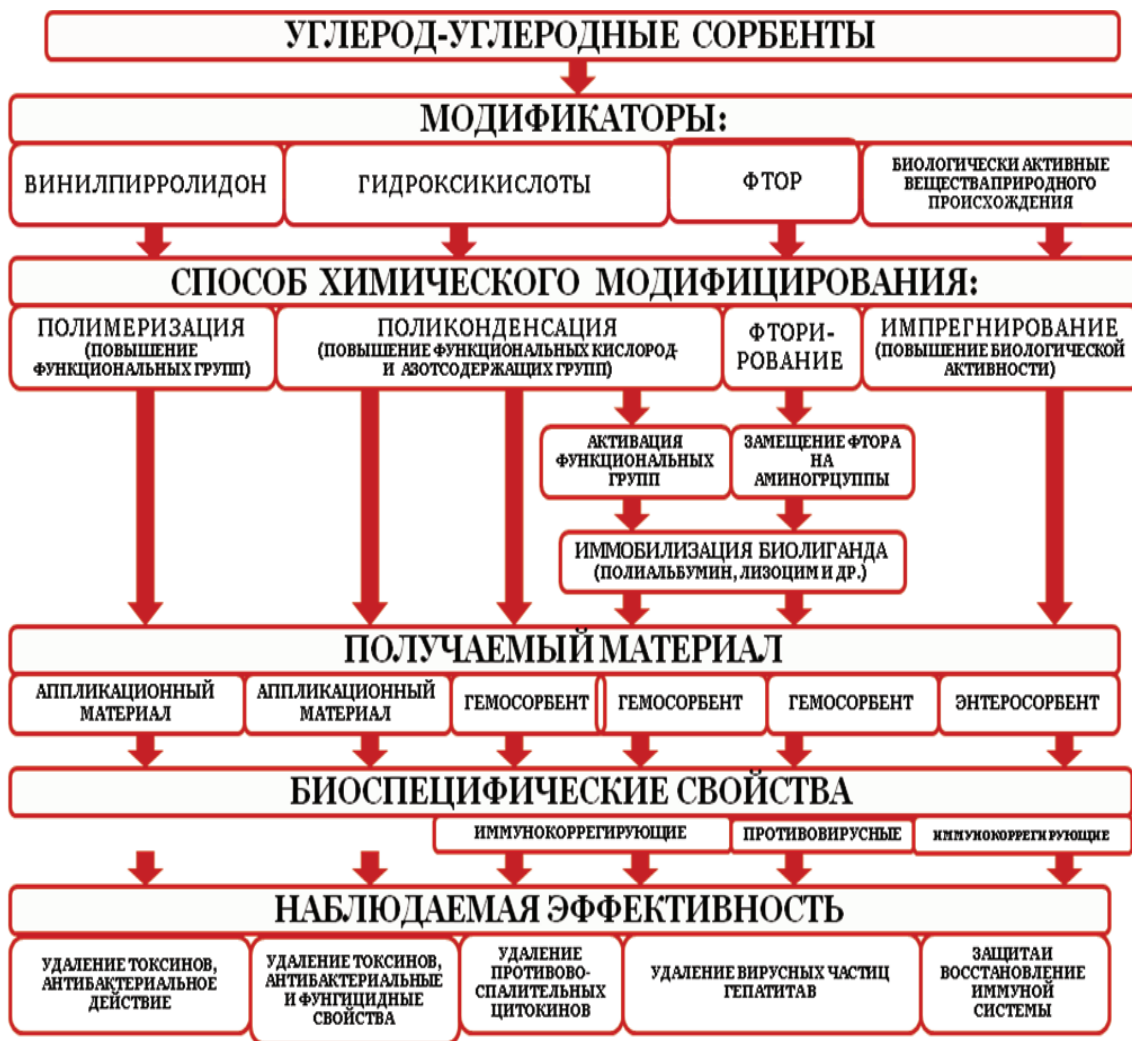 УГЛЕРОД-УГЛЕРОДНЫЕ СОРБЕНТЫ
МОДИФИКАТОРЫ:
ВИНИЛПИРРОЛИДОН
ГИДРОКСИКИСЛОТЫ
ФТОР
БИОЛОГИЧЕСКИ АКТИВНЫЕ
ВЕЩЕСТВАПРИРОДНОГО
ПРОИСХОЖДЕНИЯ
СПОСОБ ХИМИЧЕСКОГО МОДИФИЦИРОВАНИЯ:
ПОЛИМЕРИЗАЦИЯ
(ПОВЫШЕНИЕ
ФУНКЦИОНАЛЬНЫХ ГРУПП)
ПОЛИКОНДЕНСАЦИЯ
(ПОВЫШЕНИЕ ФУНКЦИОНАЛЬНЫХ КИСЛОРОД-
И АЗОТСОДЕРЖАЩИХ ГРУПП)
ФТОРИ-
РОВАНИЕ
ИМПРЕГНИРОВАНИЕ
(ПОВЫШЕНИЕ БИОЛОГИЧЕСКОЙ
АКТИВНОСТИ)
АКТИВАЦИЯ
ФУНКЦИОНАЛЬНЫХ
ГРУПП
ЗАМЕЩЕНИЕ ФТОРА
НА
АМИНОГРЦУППЫ
ИММОБИЛИЗАЦИЯ БИОЛИГАНДА
(ПОЛИАЛЬБУМИН, ЛИЗОЦИМ И ДР.)
ПОЛУЧАЕМЫЙ МАТЕРИАЛ
АППЛИКАЦИОННЫЙ
МАТЕРИАЛ
АППЛИКАЦИОННЫЙ
МАТЕРИАЛ
ГЕМОСОРБЕНТ
ГЕМОСОРБЕНТ
ГЕМОСОРБЕНТ
ЭНТЕРОСОРБЕНТ
БИОСПЕЦИФИЧЕСКИЕ СВОЙСТВА
ИММУНОКОРРЕГИРУЮЩИЕ
ПРОТИВОВИРУСНЫЕ
ИММУНОКОРРЕГИРУЮЩИЕ
НАБЛЮДАЕМАЯ ЭФФЕКТИВНОСТЬ
УДАЛЕНИЕ ТОКСИНОВ,
АНТИБАКТЕРИАЛЬНОЕ
ДЕЙСТВИЕ
УДАЛЕНИЕ ТОКСИНОВ,
АНТИБАКТЕРИАЛЬНЫЕ
И ФУНГИЦИДНЫЕ
СВОЙСТВА
УДАЛЕНИЕ
ПРОТИВОВО-
СПАЛИТЕЛЬНЫХ
ЦИТОКИНОВ
УДАЛЕНИЕ ВИРУСНЫХ ЧАСТИЦ
ГЕПАТИТАВ
ЗАЩИТАИ
ВОССТАНОВЛЕНИЕ
ИММУННОЙ
СИСТЕМЫ